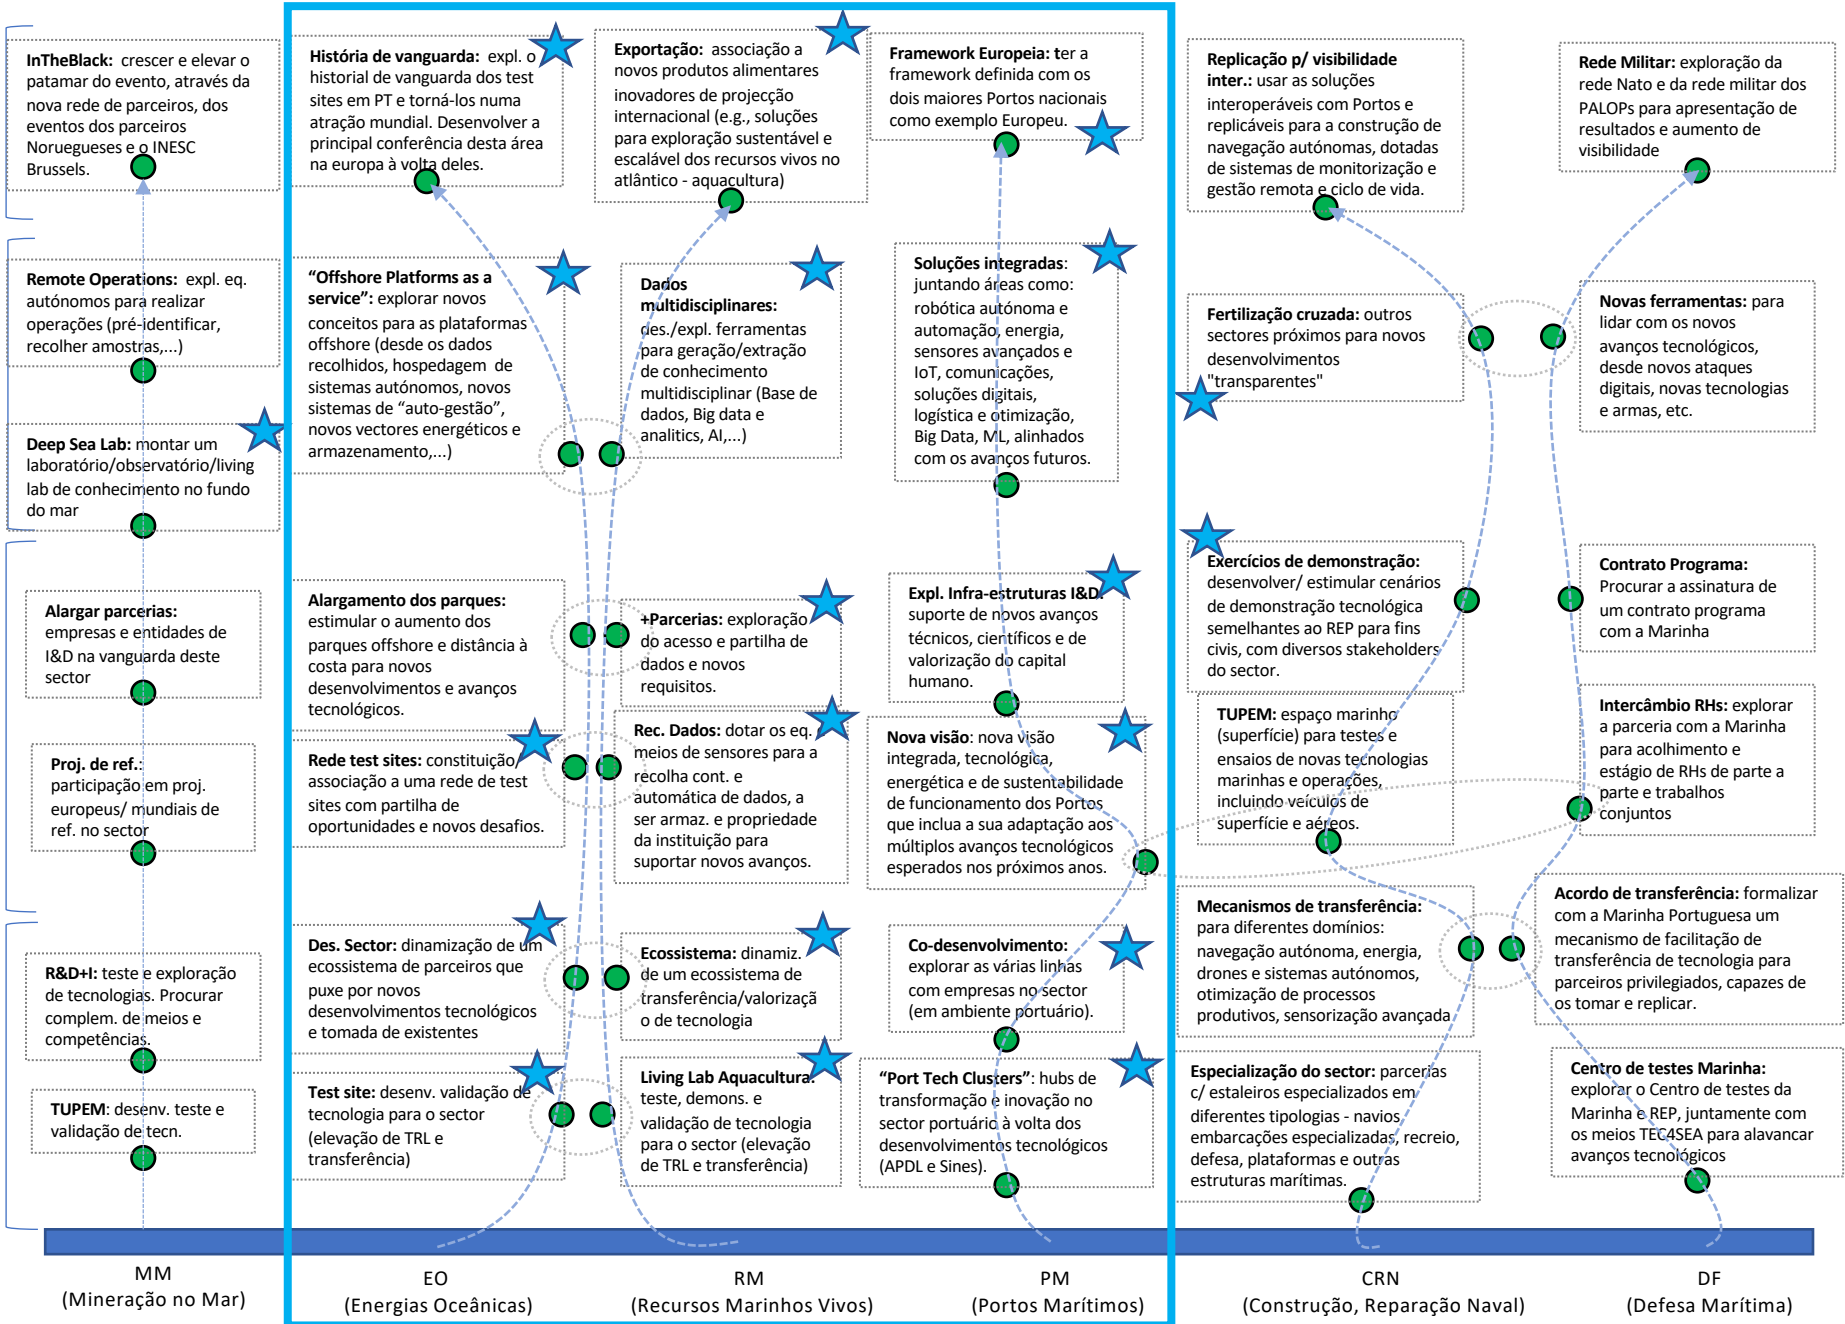 InTheBlack: crescer e elevar o
patamar do evento, através da
nova rede de parceiros, dos
eventos dos parceiros
Noruegueses e o INESC
Brussels.
Remote Operations: expl. eq.
autónomos para realizar
operações (pré-identificar,
recolher amostras,...)
Deep Sea Lab: montar um
laboratório/observatório/living
lab de conhecimento no fundo
do mar
Alargar parcerias:
empresas e entidades de
I&D na vanguarda deste
sector
Proj. de ref.:
participação em proj.
europeus/ mundiais de
ref. no sector
R&D+I: teste e exploração
de tecnologias. Procurar
complem. de meios e
competências.
TUPEM: desenv. teste e
validação de tecn.
MM
(Mineração no Mar)
História de vanguarda: expl. o
historial de vanguarda dos test
sites em PT e torná-los numa
atração mundial. Desenvolver a
principal conferência desta área
na europa à volta deles.
“Offshore Platforms as a
service”: explorar novos
conceitos para as plataformas
offshore (desde os dados
recolhidos, hospedagem de
sistemas autónomos, novos
sistemas de “auto-gestão”,
novos vectores energéticos e
armazenamento,...)
Alargamento dos parques:
estimular o aumento dos
parques offshore e distância à
costa para novos
desenvolvimentos e avanços
tecnológicos.
Rede test sites: constituição/
associação a uma rede de test
sites com partilha de
oportunidades e novos desafios.
Des. Sector: dinamização de um
ecossistema de parceiros que
puxe por novos
desenvolvimentos tecnológicos
e tomada de existentes
Test site: desenv. validação de
tecnologia para o sector
(elevação de TRL e
transferência)
EO
(Energias Oceânicas)
Exportação: associação a
novos produtos alimentares
inovadores de projecção
internacional (e.g., soluções
para exploração sustentável e
escalável dos recursos vivos no
atlântico - aquacultura)
Dados
multidisciplinares:
des./expl. ferramentas
para geração/extração
de conhecimento
multidisciplinar (Base de
dados, Big data e
analitics, AI,...)
+Parcerias: exploração
do acesso e partilha de
dados e novos
requisitos.
Rec. Dados: dotar os eq.
meios de sensores para a
recolha cont. e
automática de dados, a
ser armaz. e propriedade
da instituição para
suportar novos avanços.
Ecossistema: dinamiz.
de um ecossistema de
transferência/valorizaçã
o de tecnologia
Living Lab Aquacultura:
teste, demons. e
validação de tecnologia
para o sector (elevação
de TRL e transferência)
RM
(Recursos Marinhos Vivos)
Framework Europeia: ter a
framework definida com os
dois maiores Portos nacionais
como exemplo Europeu.
Soluções integradas:
juntando áreas como:
robótica autónoma e
automação, energia,
sensores avançados e
IoT, comunicações,
soluções digitais,
logística e otimização,
Big Data, ML, alinhados
com os avanços futuros.
Expl. Infra-estruturas I&D:
suporte de novos avanços
técnicos, científicos e de
valorização do capital
humano.
Nova visão: nova visão
integrada, tecnológica,
energética e de sustentabilidade
de funcionamento dos Portos
que inclua a sua adaptação aos
múltiplos avanços tecnológicos
esperados nos próximos anos.
Co-desenvolvimento:
explorar as várias linhas
com empresas no sector
(em ambiente portuário).
“Port Tech Clusters”: hubs de
transformação e inovação no
sector portuário à volta dos
desenvolvimentos tecnológicos
(APDL e Sines).
PM
(Portos Marítimos)
Replicação p/ visibilidade
inter.: usar as soluções
interoperáveis com Portos e
replicáveis para a construção de
navegação autónomas, dotadas
de sistemas de monitorização e
gestão remota e ciclo de vida.
Fertilização cruzada: outros
sectores próximos para novos
desenvolvimentos
"transparentes"
Exercícios de demonstração:
desenvolver/ estimular cenários
de demonstração tecnológica
semelhantes ao REP para fins
civis, com diversos stakeholders
do sector.
TUPEM: espaço marinho
(superfície) para testes e
ensaios de novas tecnologias
marinhas e operações,
incluindo veículos de
superfície e aéreos.
Mecanismos de transferência:
para diferentes domínios:
navegação autónoma, energia,
drones e sistemas autónomos,
otimização de processos
produtivos, sensorização avançada
Especialização do sector: parcerias
c/ estaleiros especializados em
diferentes tipologias - navios
embarcações especializadas, recreio,
defesa, plataformas e outras
estruturas marítimas.
CRN
(Construção, Reparação Naval)
Rede Militar: exploração da
rede Nato e da rede militar dos
PALOPs para apresentação de
resultados e aumento de
visibilidade
Novas ferramentas: para
lidar com os novos
avanços tecnológicos,
desde novos ataques
digitais, novas tecnologias
e armas, etc.
Contrato Programa:
Procurar a assinatura de
um contrato programa
com a Marinha
Intercâmbio RHs: explorar
a parceria com a Marinha
para acolhimento e
estágio de RHs de parte a
parte e trabalhos
conjuntos
Acordo de transferência: formalizar
com a Marinha Portuguesa um
mecanismo de facilitação de
transferência de tecnologia para
parceiros privilegiados, capazes de
os tomar e replicar.
Centro de testes Marinha:
explorar o Centro de testes da
Marinha e REP, juntamente com
os meios TEC4SEA para alavancar
avanços tecnológicos
DF
(Defesa Marítima)